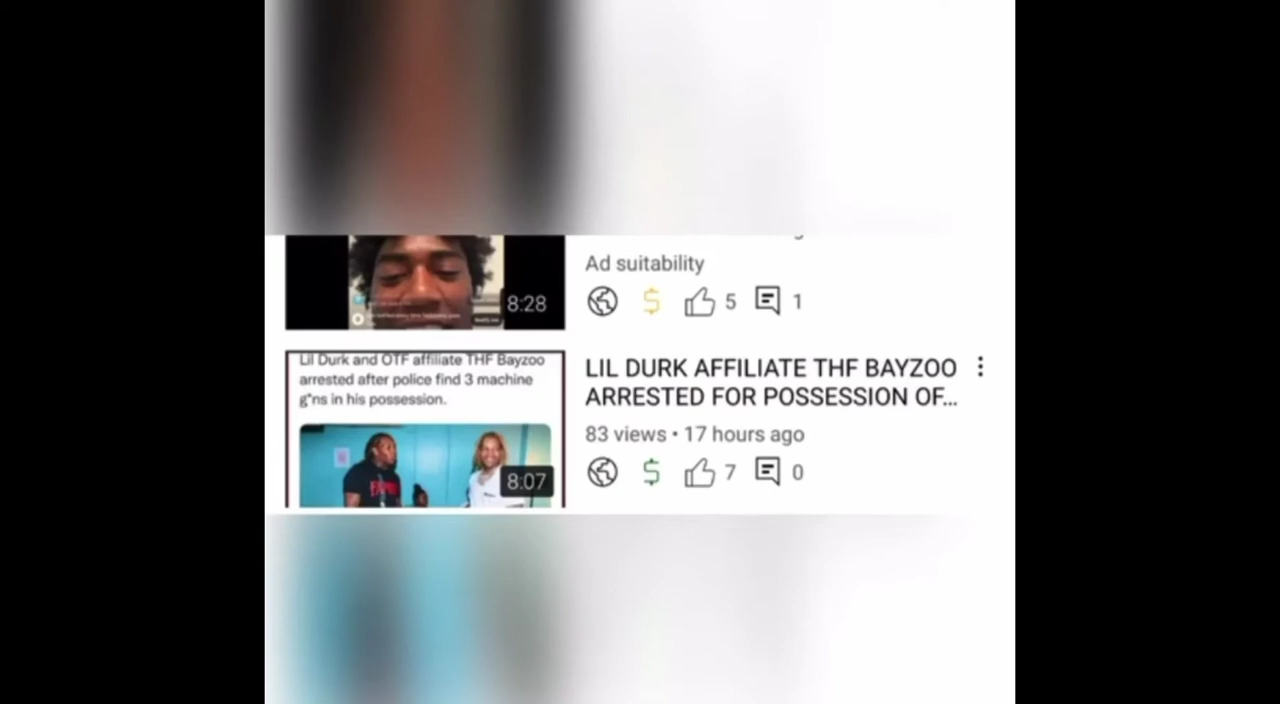 Ad suitability
8:28
5
1
Lil Durk and OTF affiliate THF Bayzoo
arrested after police find 3 machine
g*ns in his possession.
8:07
LIL DURK AFFILIATE THF BAYZOO
ARRESTED FOR POSSESSION OF...
83 views • 17 hours ago
7
0